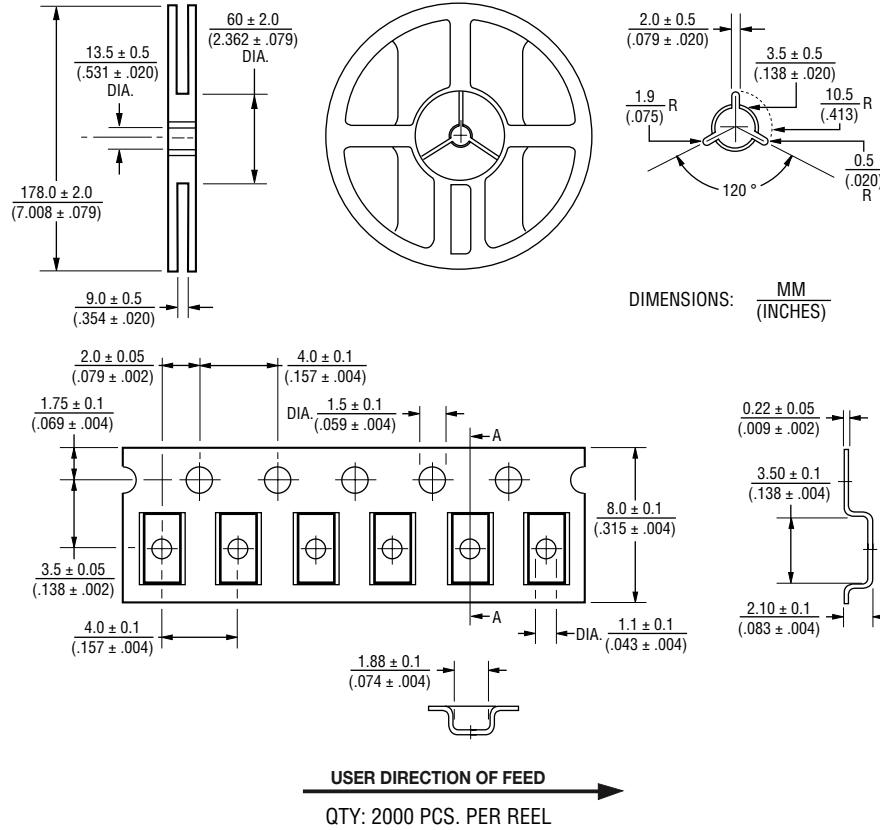 60 ± 2.0
(2.362 ± .079)
DIA.
13.5 ± 0.5
(.531 ± .020)
DIA.
178.0 ± 2.0
(7.008 ± .079)
9.0 ± 0.5
(.354 ± .020)
2.0 ± 0.5
(.079 ± .020)
3.5 ± 0.5
(.138 ± .020)
1.9
(.075) R
10.5
(.413) R
0.5
(.020)
R
120 °
DIMENSIONS: MM
(INCHES)
2.0 ± 0.05
(.079 ± .002)
4.0 ± 0.1
(.157 ± .004)
1.75 ± 0.1
(.069 ± .004)
DIA. 1.5 ± 0.1
(.059 ± .004)
A
8.0 ± 0.1
(.315 ± .004)
3.5 ± 0.05
(.138 ± .002)
4.0 ± 0.1
(.157 ± .004)
A
DIA. 1.1 ± 0.1
(.043 ± .004)
0.22 ± 0.05
(.009 ± .002)
3.50 ± 0.1
(.138 ± .004)
2.10 ± 0.1
(.083 ± .004)
1.88 ± 0.1
(.074 ± .004)
USER DIRECTION OF FEED
QTY: 2000 PCS. PER REEL